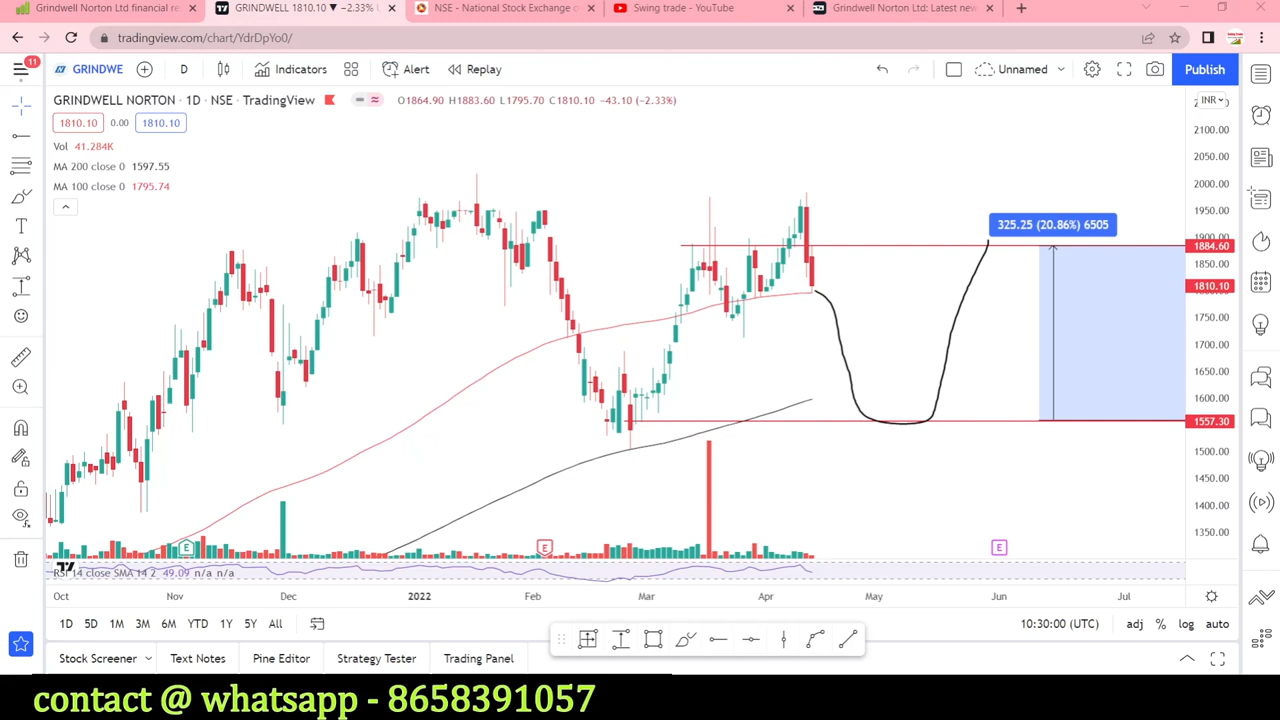 Grindwell Norton Ltd financial re
GRINDWELL 1810.10 ▼ −2.33% U
NSE - National Stock Exchange o
Swing trade - YouTube
Grindwell Norton Ltd: Latest new
tradingview.com/chart/YdrDpYo0/
11
GRINDWE
D
Indicators
Alert
Replay
Unnamed
Publish
GRINDWELL NORTON · 1D · NSE · TradingView
O1864.90 H1883.60 L1795.70 C1810.10 −43.10 (−2.33%)
INR
1810.10 0.00 1810.10
Vol 41.284K
MA 200 close 0 1597.55
MA 100 close 0 1795.74
325.25 (20.86%) 6505
2100.00
2050.00
2000.00
1950.00
1900.00
1884.60
1850.00
1810.10
1750.00
1700.00
1650.00
1600.00
1557.30
1500.00
1450.00
1400.00
1350.00
E
E
E
RSI 14 close SMA 14 2 49.09 n/a n/a
Oct Nov Dec 2022 Feb Mar Apr May Jun Jul
1D 5D 1M 3M 6M YTD 1Y 5Y All
10:30:00 (UTC) adj % log auto
Stock Screener Text Notes Pine Editor Strategy Tester Trading Panel
contact @ whatsapp - 8658391057